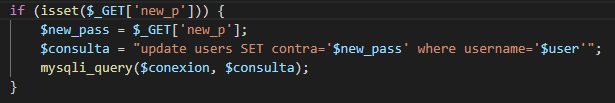 if (isset($_GET['new_p'])) {
$new_pass = $_GET['new_p'];
$consulta = "update users SET contra='$new_pass' where username='$user'";
mysqli_query($conexion, $consulta);
}